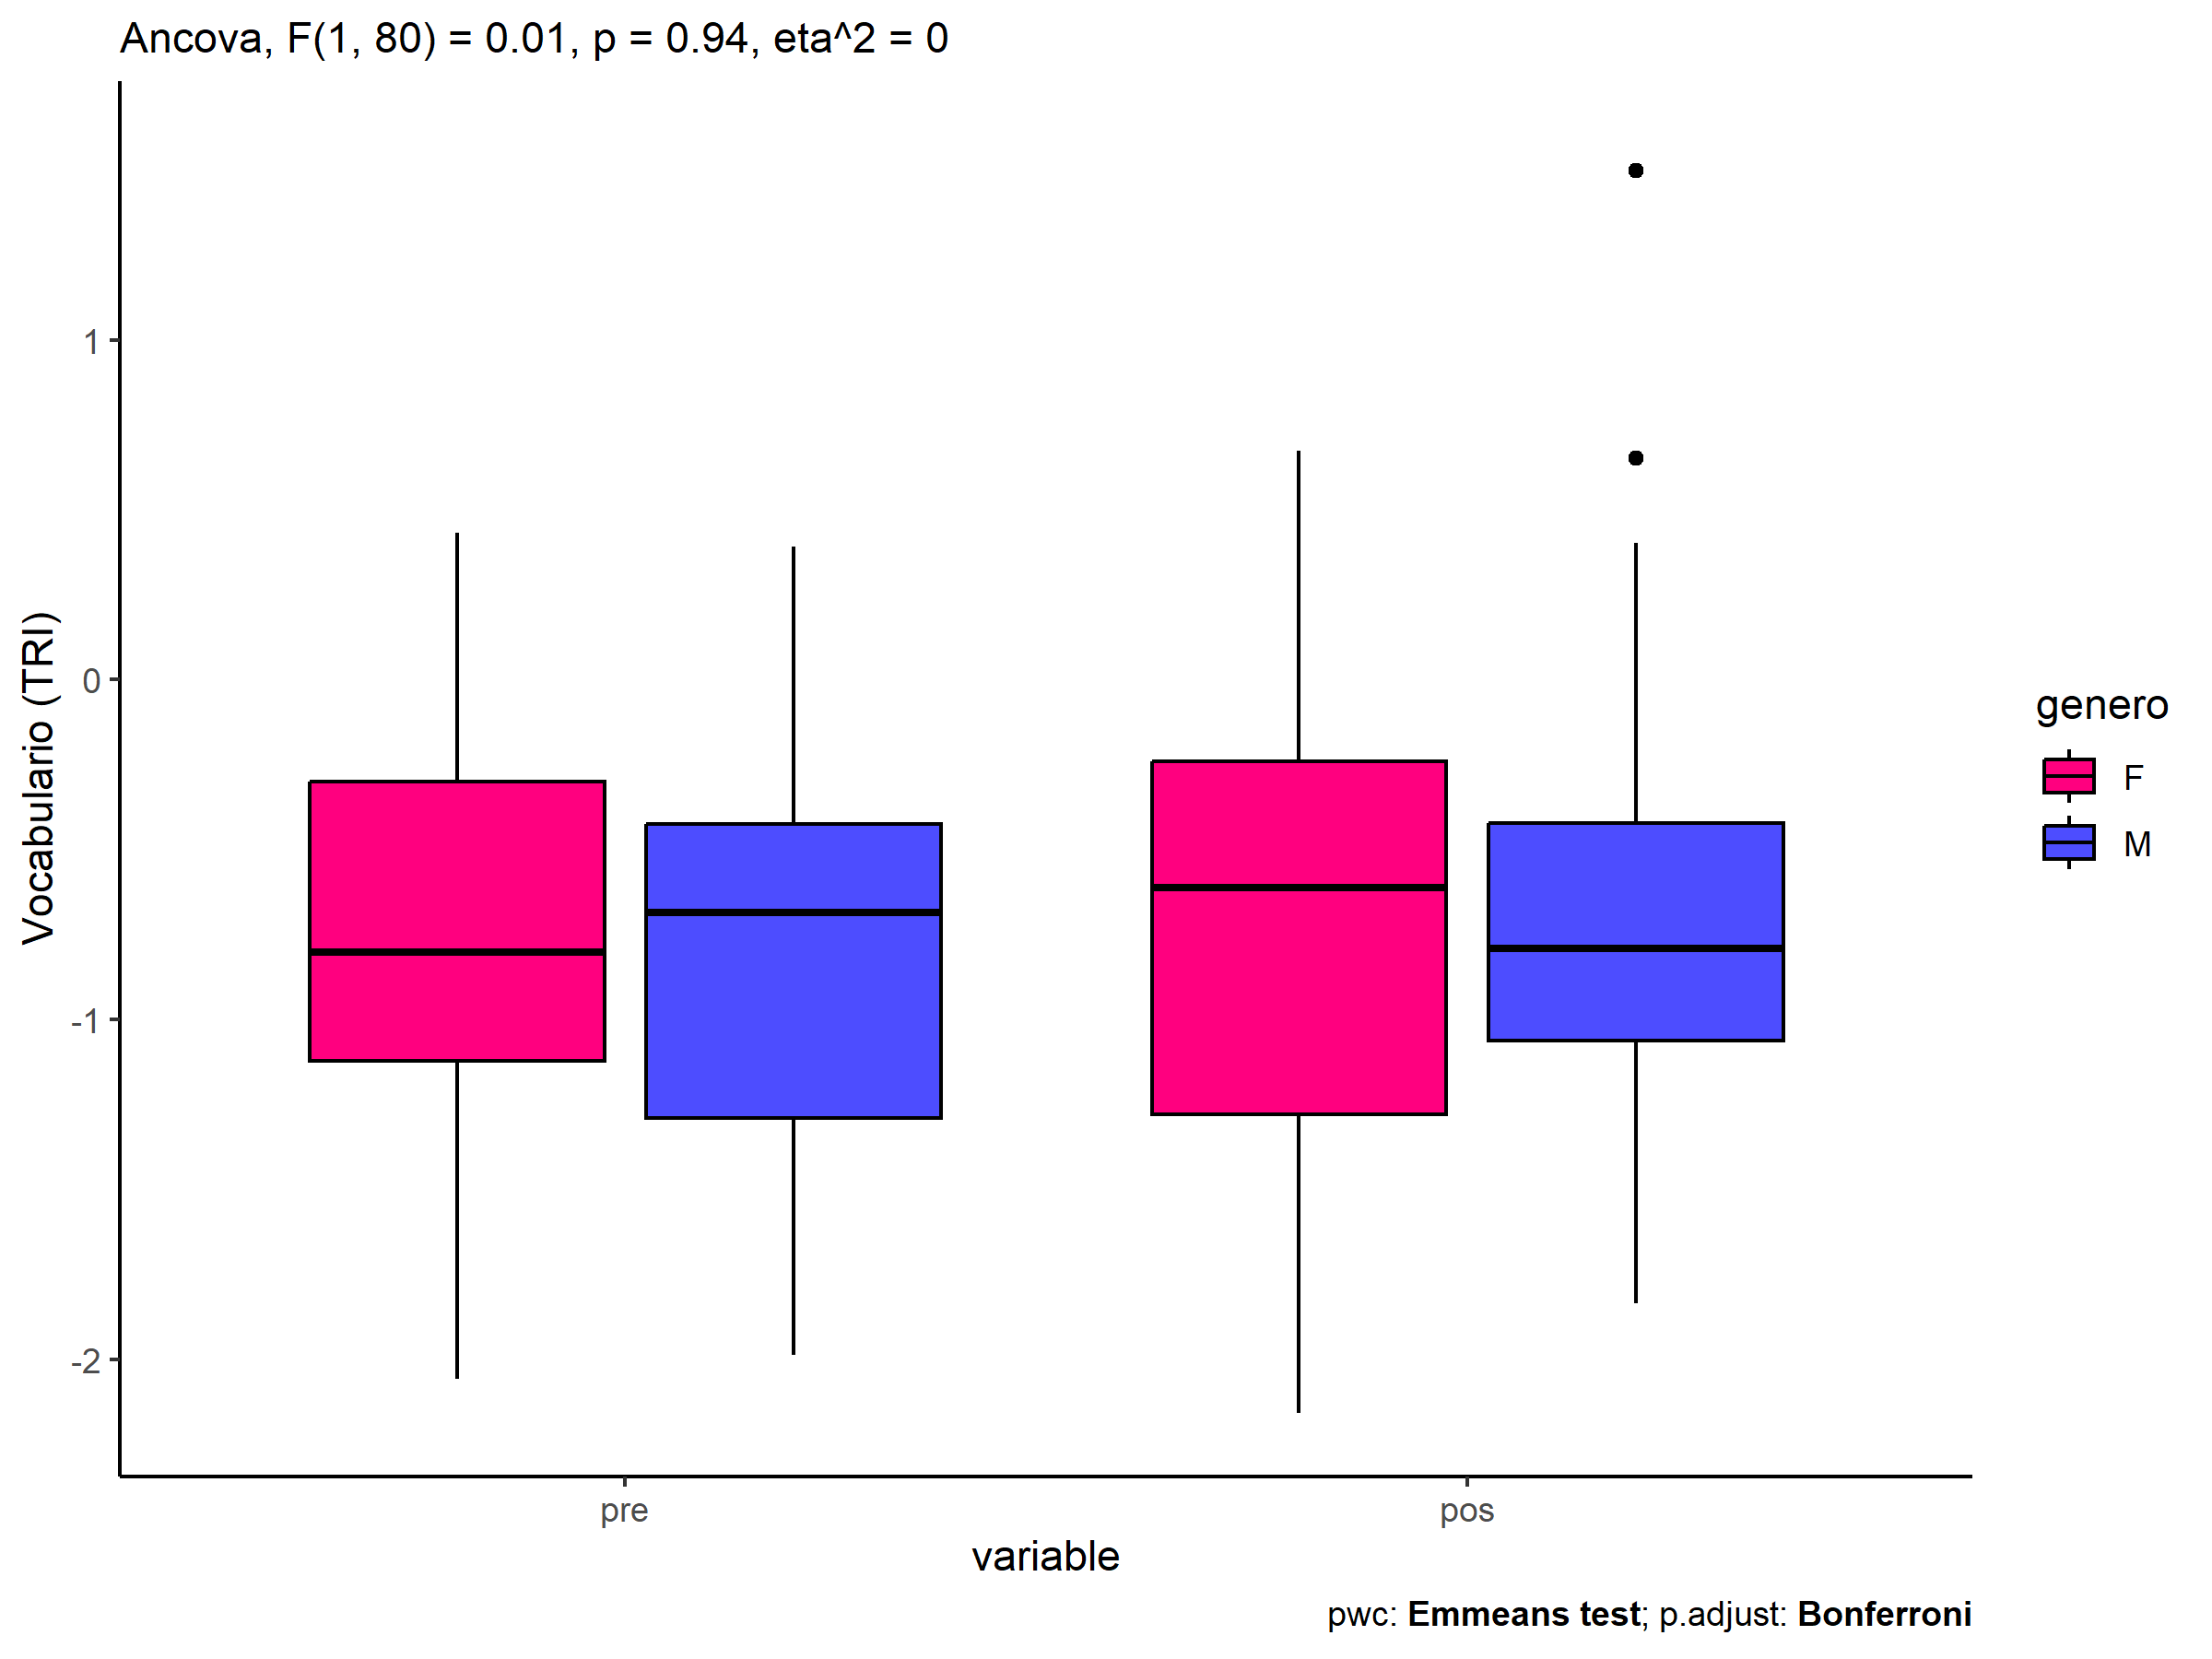 Ancova, F(1, 80) = 0.01, p = 0.94, eta^2 = 0
Vocabulario (TRI)
1
0
-1
-2
pre
pos
variable
genero
F
M
pwc: Emmeans test; p.adjust: Bonferroni